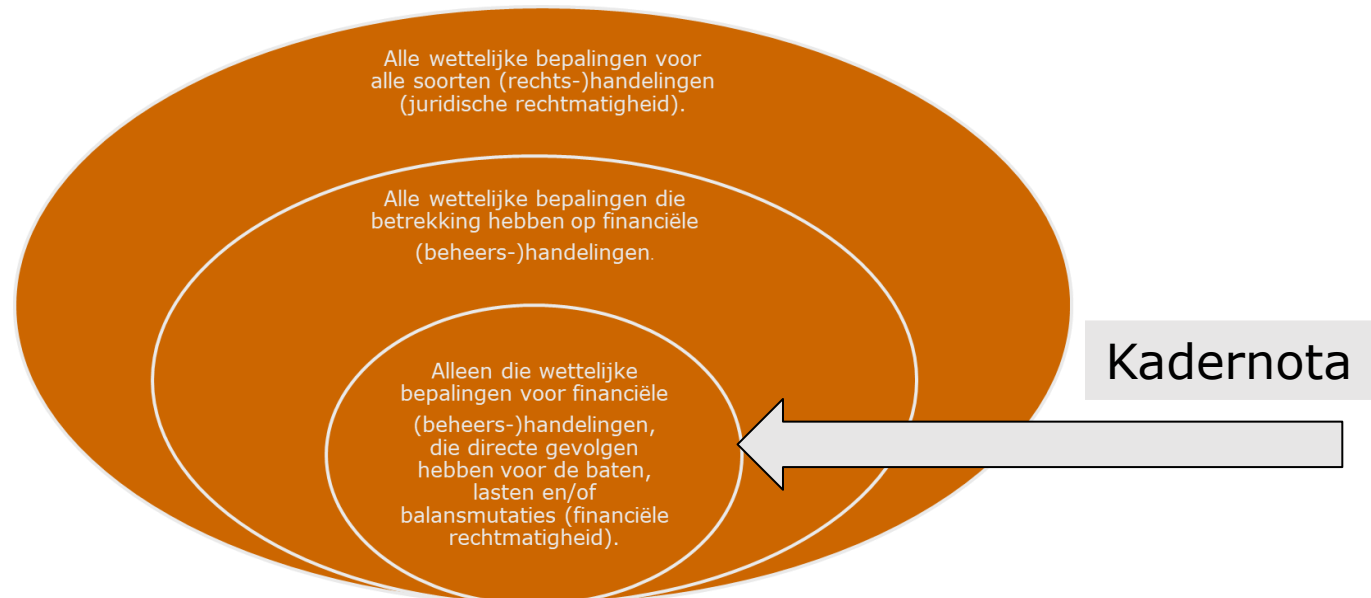 Alle wettelijke bepalingen voor
alle soorten (rechts-)handelingen
(juridische rechtmatigheid).
Alle wettelijke bepalingen die
betrekking hebben op financiële
(beheers-)handelingen.
Kadernota
Alleen die wettelijke
bepalingen voor financiële
(beheers-)handelingen,
die directe gevolgen
hebben voor de baten,
lasten en/of
balansmutaties (financiële
rechtmatigheid).